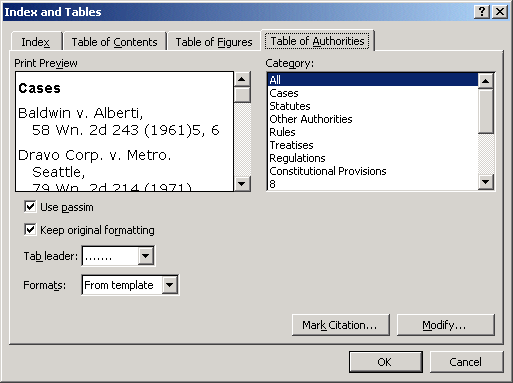 Index and Tables
Index
Table of Contents
Table of Figures
Table of Authorities
Print Preview
Cases
Baldwin v. Alberti,
58 Wn. 2d 243 (1961)5, 6
Dravo Corp. v. Metro.
Seattle,
79 Wn. 2d 214 (1971)
Category:
All
Cases
Statutes
Other Authorities
Rules
Treatises
Regulations
Constitutional Provisions
8
Use passim
Keep original formatting
Tab leader: .......
Formats: From template
Mark Citation...
Modify...
OK
Cancel